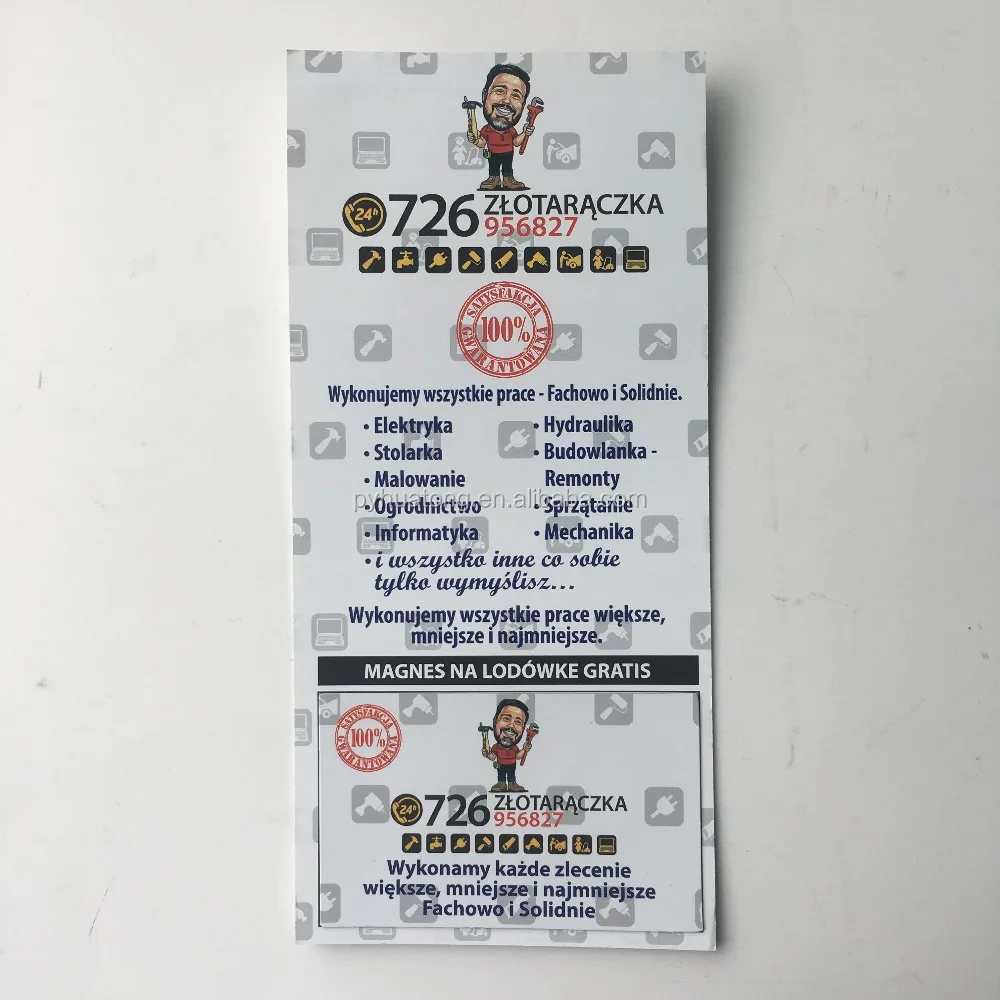 24h 726 ZŁOTARĄCZKA
956827
SATYSFAKCJA
100%
GWARANTOWANA
Wykonujemy wszystkie prace - Fachowo i Solidnie.
• Elektryka
• Stolarka
• Malowanie
• Ogrodnictwo
• Informatyka
• Hydraulika
• Budowlanka -
Remonty
• Sprzątanie
• Mechanika
• i wszystko inne co sobie
tylko wymyślisz...
pyhuatong.en.alibaba.com
Wykonujemy wszystkie prace większe,
mniejsze i najmniejsze.
MAGNES NA LODÓWKE GRATIS
SATYSFAKCJA
100%
GWARANTOWANA
24h 726 ZŁOTARĄCZKA
956827
Wykonamy każde zlecenie
większe, mniejsze i najmniejsze
Fachowo i Solidnie